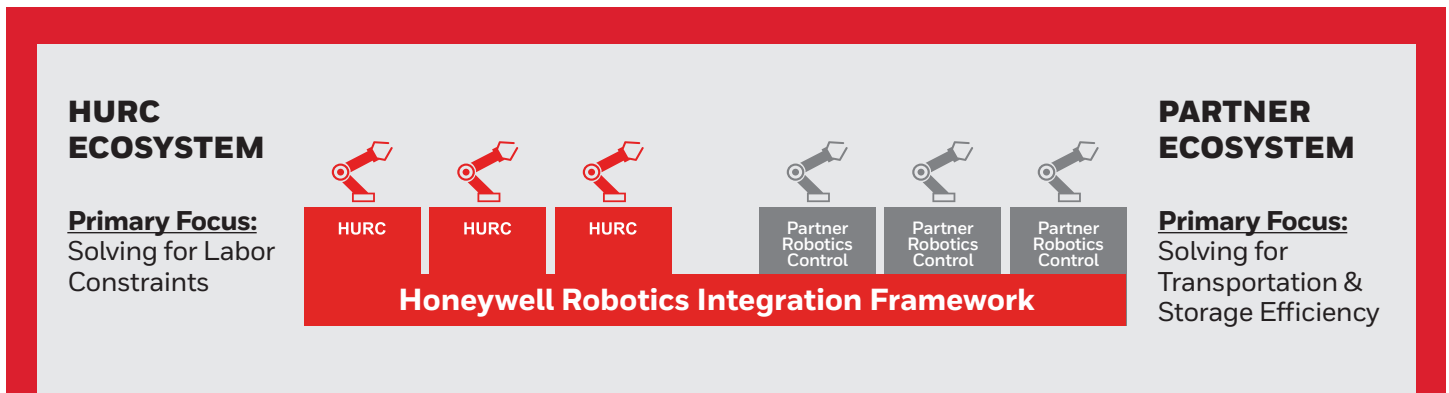 HURC
ECOSYSTEM
Primary Focus:
Solving for Labor
Constraints
HURC
HURC
HURC
Partner
Robotics
Control
Partner
Robotics
Control
Partner
Robotics
Control
Honeywell Robotics Integration Framework
PARTNER
ECOSYSTEM
Primary Focus:
Solving for
Transportation &
Storage Efficiency